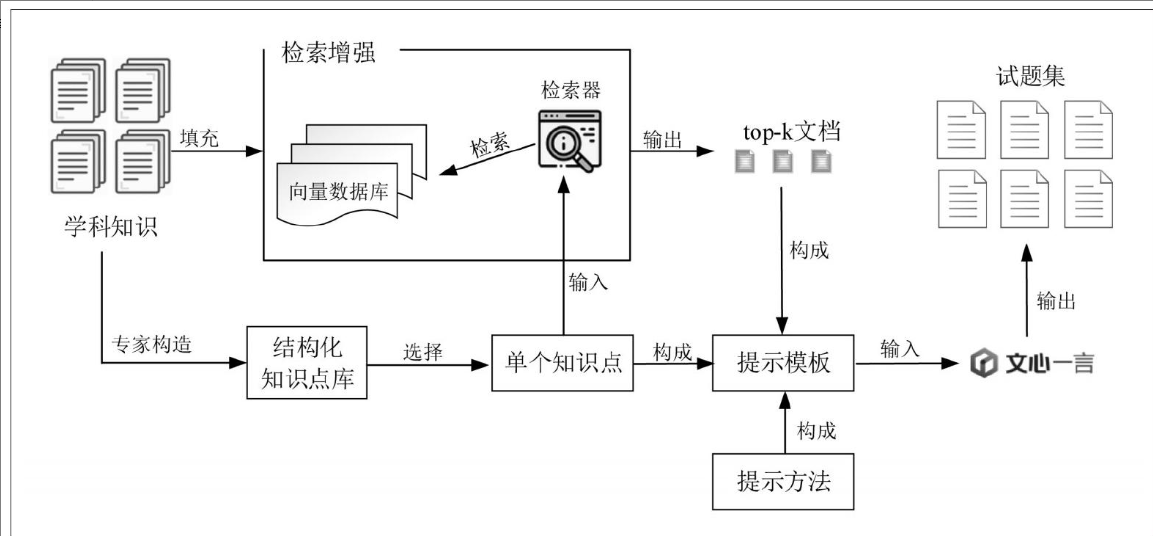 检索增强
试题集
检索器
填充
检索
输出
top-k文档
向量数据库
学科知识
构成
输入
输出
专家构造
结构化
知识点库
选择
单个知识点
构成
提示模板
输入
文心一言
构成
提示方法